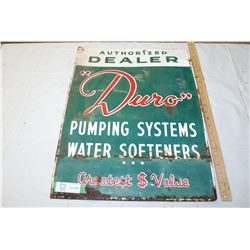 AUTHORIZED
DEALER
"Duro"
PUMPING SYSTEMS
WATER SOFTENERS
Greatest $ Value